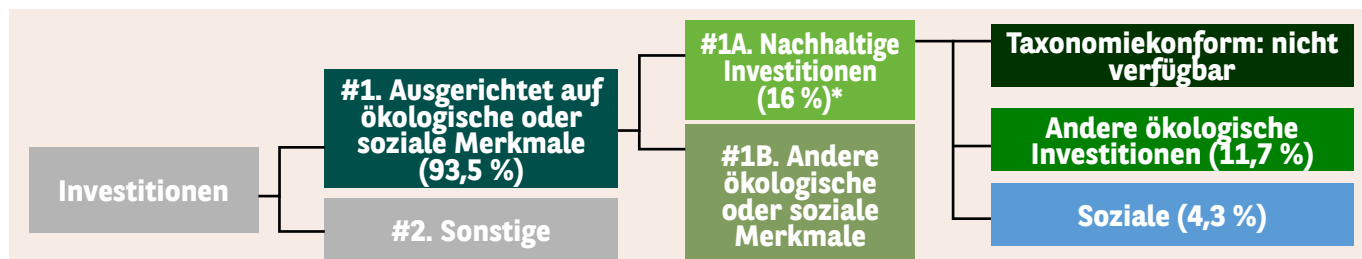 Investitionen
#1. Ausgerichtet auf
ökologische oder
soziale Merkmale
(93,5 %)
#2. Sonstige
#1A. Nachhaltige
Investitionen
(16 %)*
#1B. Andere
ökologische
oder soziale
Merkmale
Taxonomiekonform: nicht
verfügbar
Andere ökologische
Investitionen (11,7 %)
Soziale (4,3 %)